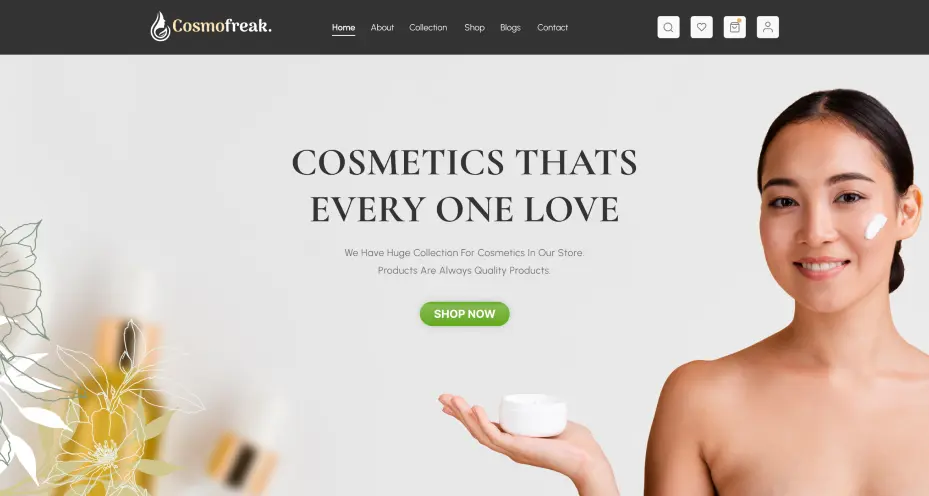 Cosmofreak.
Home About Collection Shop Blogs Contact
COSMETICS THATS
EVERY ONE LOVE
We Have Huge Collection For Cosmetics In Our Store.
Products Are Always Quality Products.
SHOP NOW